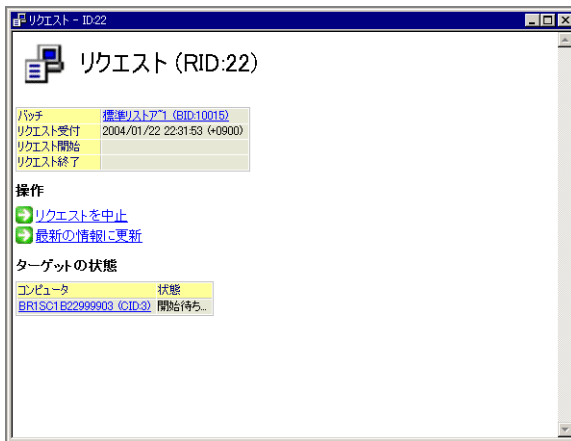 リクエスト - ID:22
リクエスト (RID:22)
バッチ 標準リストア~1 (BID:10015)
リクエスト受付 2004/01/22 22:31:53 (+0900)
リクエスト開始
リクエスト終了
操作
リクエストを中止
最新の情報に更新
ターゲットの状態
コンピュータ 状態
BR1SC1B22999903 (CID:3) 開始待ち...